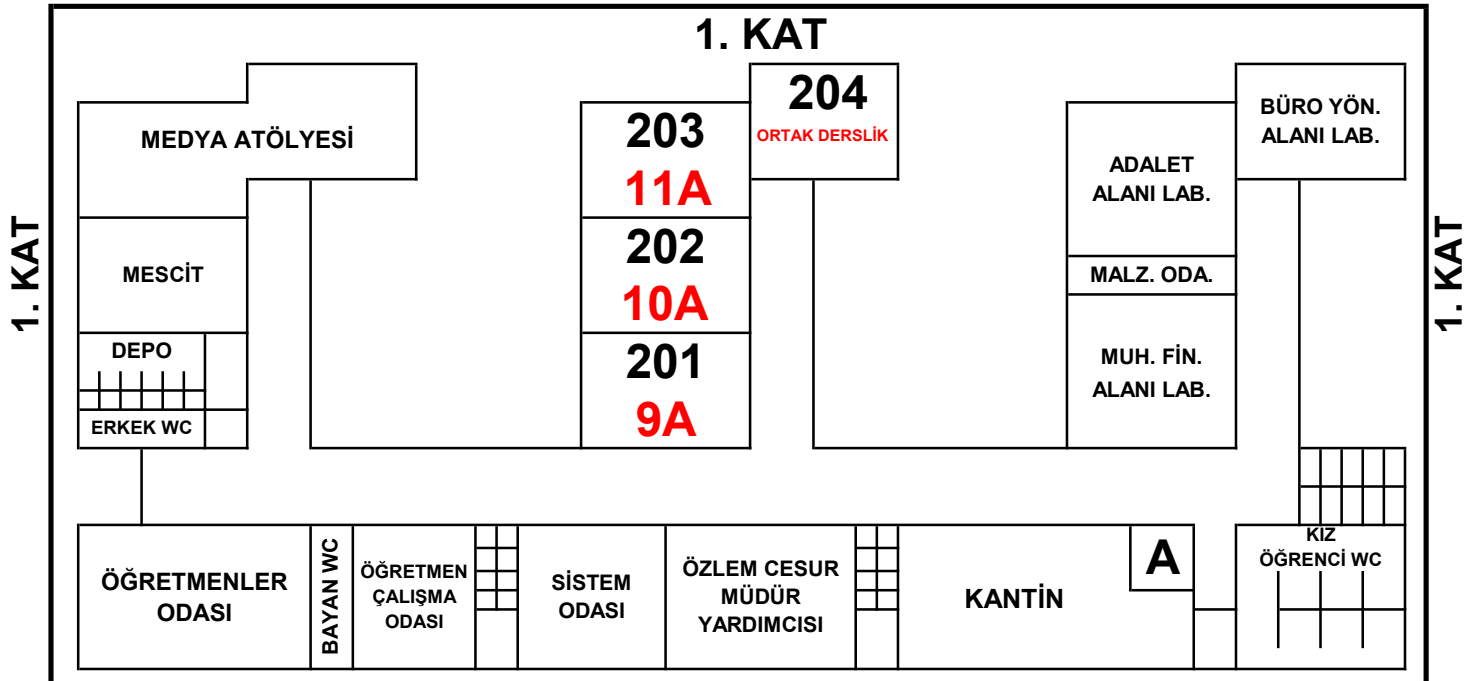 1. KAT
1. KAT
1. KAT
MEDYA ATÖLYESİ
MESCİT
DEPO
ERKEK WC
203
11A
202
10A
201
9A
204
ORTAK DERSLİK
ADALET
ALANI LAB.
MALZ. ODA.
MUH. FİN.
ALANI LAB.
BÜRO YÖN.
ALANI LAB.
ÖĞRETMENLER
ODASI
BAYAN WC
ÖĞRETMEN
ÇALIŞMA
ODASI
SİSTEM
ODASI
ÖZLEM CESUR
MÜDÜR
YARDIMCISI
KANTİN
A
KIZ
ÖĞRENCİ WC